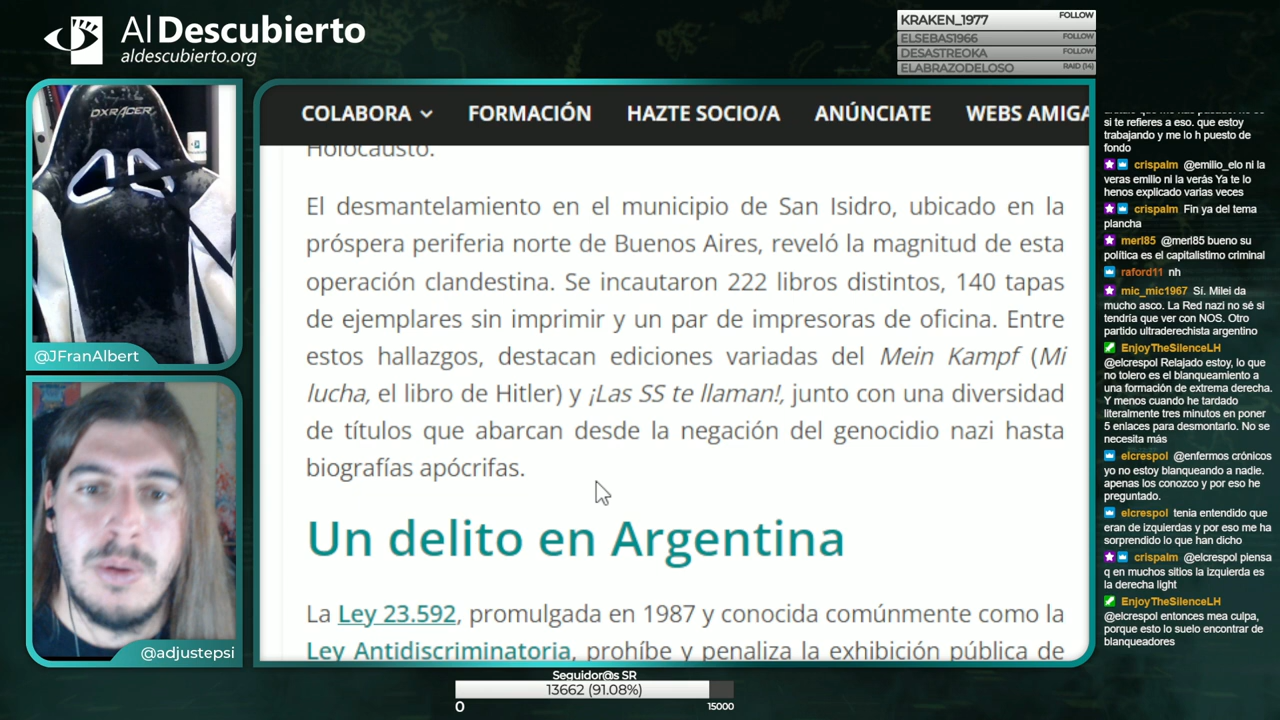 Al Descubierto
aldescubierto.org
KRAKEN_1977 FOLLOW
ELSEBAS1966 FOLLOW
DESASTREOKA FOLLOW
ELABRAZODELOSO RAID (14)
DXRACER
@JFranAlbert
@adjustepsi
COLABORA FORMACIÓN HAZTE SOCIO/A ANÚNCIATE WEBS AMIGA
Holocausto.
El desmantelamiento en el municipio de San Isidro, ubicado en la
próspera periferia norte de Buenos Aires, reveló la magnitud de esta
operación clandestina. Se incautaron 222 libros distintos, 140 tapas
de ejemplares sin imprimir y un par de impresoras de oficina. Entre
estos hallazgos, destacan ediciones variadas del Mein Kampf (Mi
lucha, el libro de Hitler) y ¡Las SS te llaman!, junto con una diversidad
de títulos que abarcan desde la negación del genocidio nazi hasta
biografías apócrifas.
Un delito en Argentina
La Ley 23.592, promulgada en 1987 y conocida comúnmente como la
Ley Antidiscriminatoria, prohíbe y penaliza la exhibición pública de
si te refieres a eso. que estoy
trabajando y me lo h puesto de
fondo
crispalm @emilio_elo ni la
veras emilio ni la verás Ya te lo
henos explicado varias veces
crispalm Fin ya del tema
plancha
merl85 @merl85 bueno su
política es el capitalistimo criminal
raford11 nh
mic_mic1967 Sí. Milei da
mucho asco. La Red nazi no sé si
tendría que ver con NOS. Otro
partido ultraderechista argentino
EnjoyTheSilenceLH
@elcrespol Relajado estoy, lo que
no tolero es el blanqueamiento a
una formación de extrema derecha.
Y menos cuando he tardado
literalmente tres minutos en poner
5 enlaces para desmontarlo. No se
necesita más
elcrespol @enfermos crónicos
yo no estoy blanqueando a nadie.
apenas los conozco y por eso he
preguntado.
elcrespol tenia entendido que
eran de izquierdas y por eso me ha
sorprendido lo que han dicho
crispalm @elcrespol piensa
q en muchos sitios la izquierda es
la derecha light
EnjoyTheSilenceLH
@elcrespol entonces mea culpa,
porque esto lo suelo encontrar de
blanqueadores
Seguidor@s SR
13662 (91.08%)
0 15000